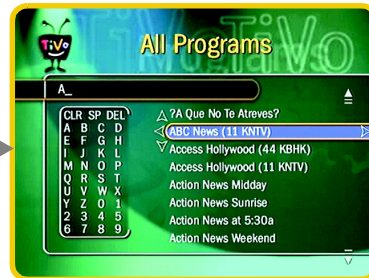 TiVo
All Programs
A_
CLR SP DEL
A B C D
E F G H
I J K L
M N O P
Q R S T
U V W X
Y Z 0 1
2 3 4 5
6 7 8 9
?A Que No Te Atreves?
ABC News (11 KNTV)
Access Hollywood (44 KBHK)
Access Hollywood (11 KNTV)
Action News Midday
Action News Sunrise
Action News at 5:30a
Action News Weekend